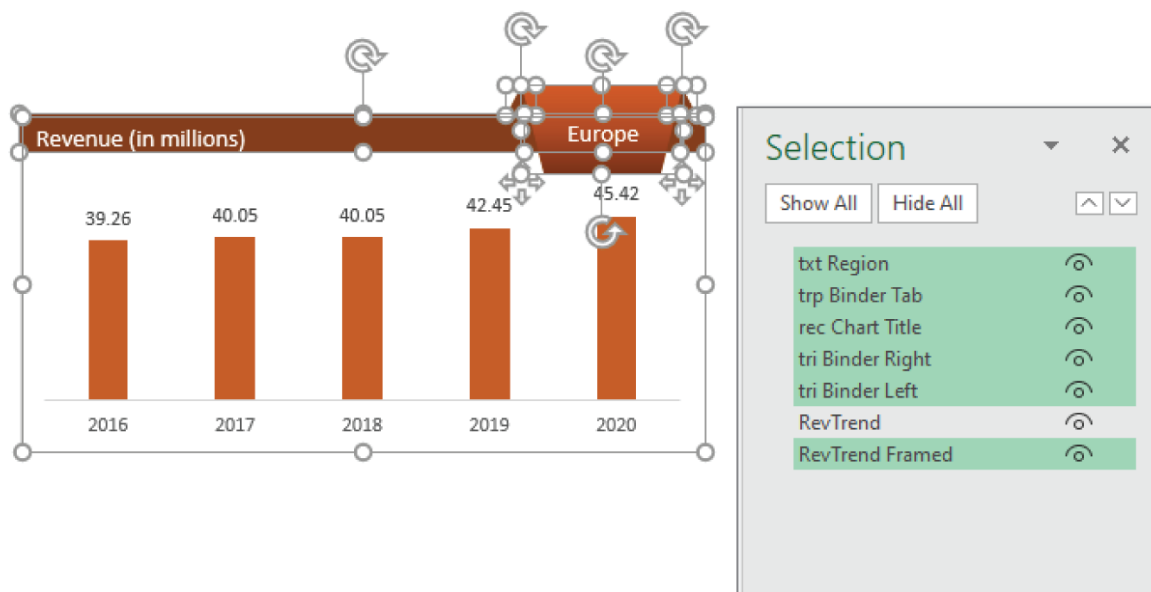 Revenue (in millions)
Europe
39.26 40.05 40.05 42.45 45.42
2016 2017 2018 2019 2020
Selection
Show All Hide All
txt Region
trp Binder Tab
rec Chart Title
tri Binder Right
tri Binder Left
RevTrend
RevTrend Framed